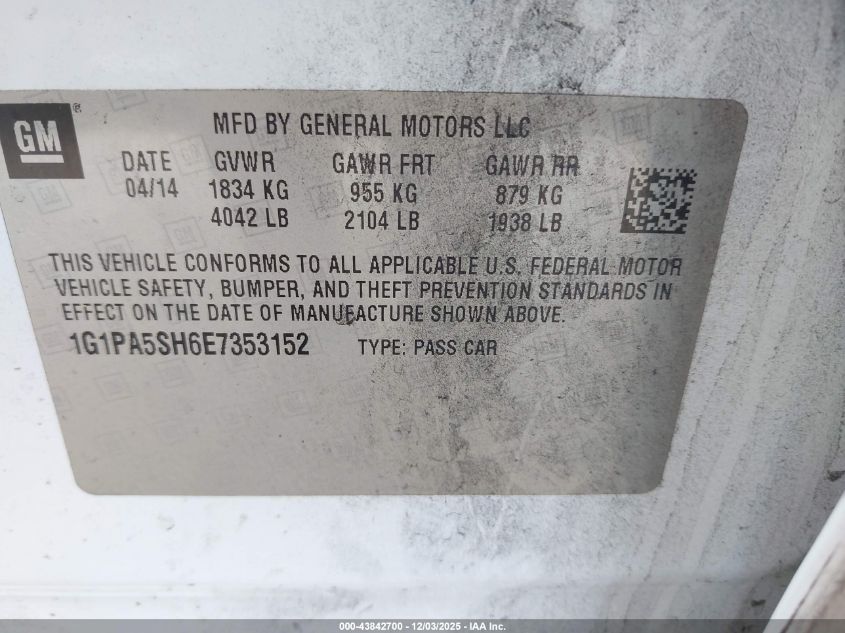 GM®
MFD BY GENERAL MOTORS LLC
DATE GVWR GAWR FRT GAWR RR
04/14 1834 KG 955 KG 879 KG
4042 LB 2104 LB 1938 LB
THIS VEHICLE CONFORMS TO ALL APPLICABLE U.S. FEDERAL MOTOR
VEHICLE SAFETY, BUMPER, AND THEFT PREVENTION STANDARDS IN
EFFECT ON THE DATE OF MANUFACTURE SHOWN ABOVE.
1G1PA5SH6E7353152 TYPE: PASS CAR
000-43842700 - 12/03/2025 - IAA Inc.